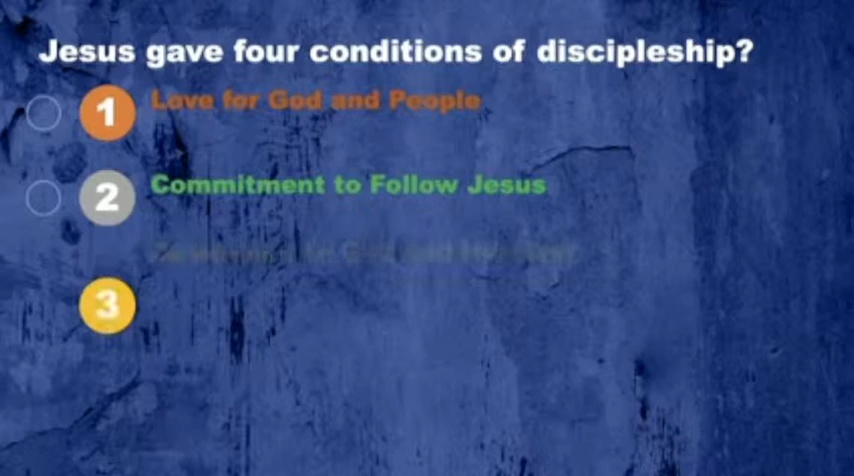 Jesus gave four conditions of discipleship?
1 Love for God and People
2 Commitment to Follow Jesus
3